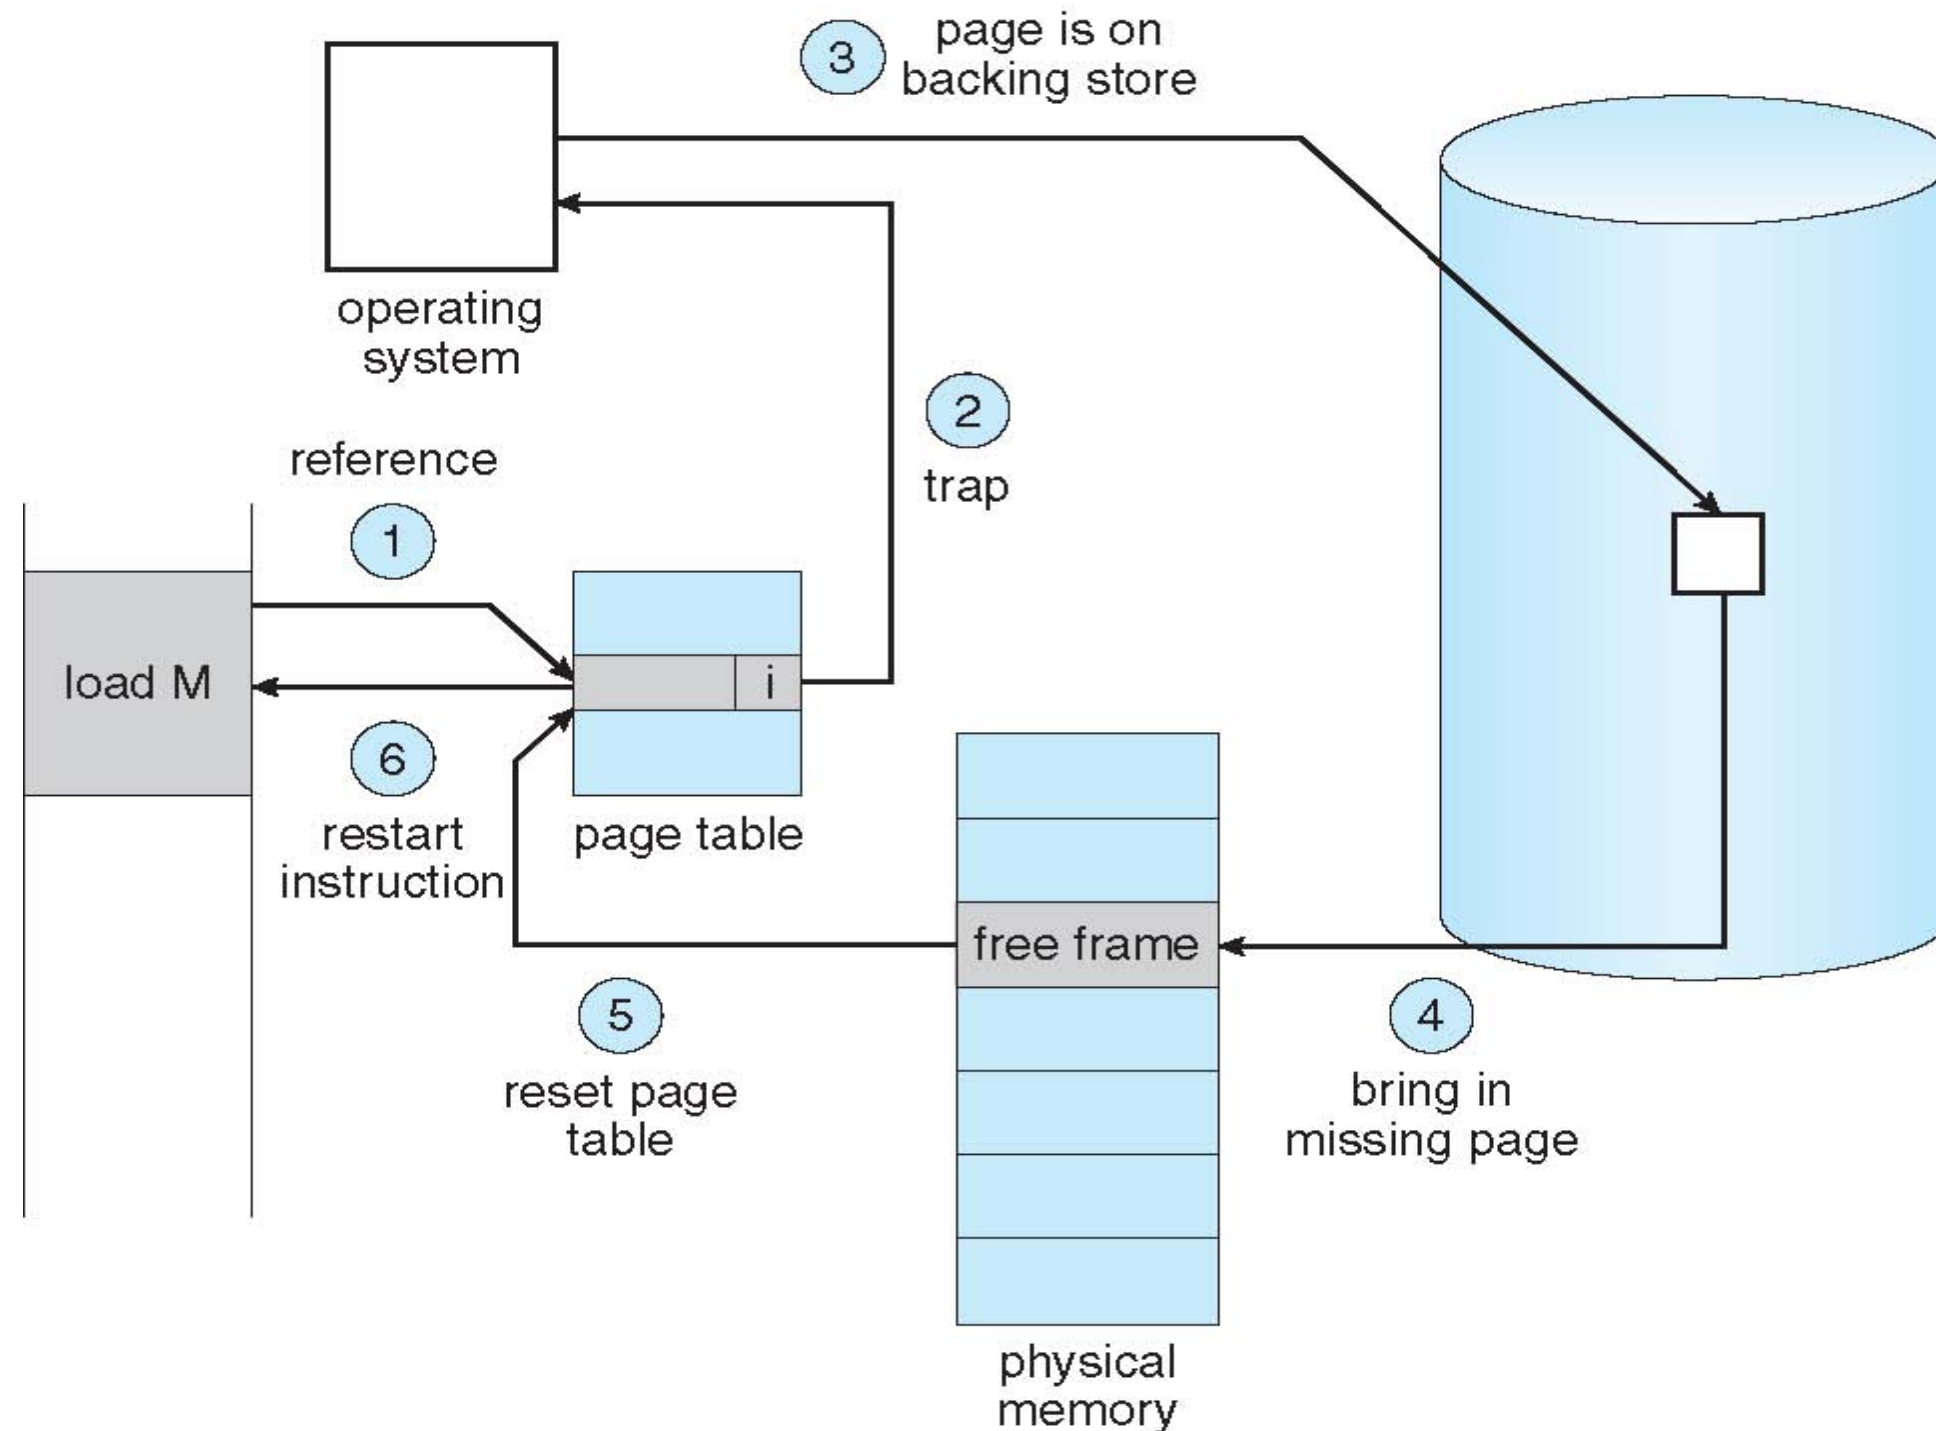 3
page is on
backing store
operating
system
2
trap
reference
1
load M
i
6
restart
instruction
page table
free frame
5
reset page
table
4
bring in
missing page
physical
memory